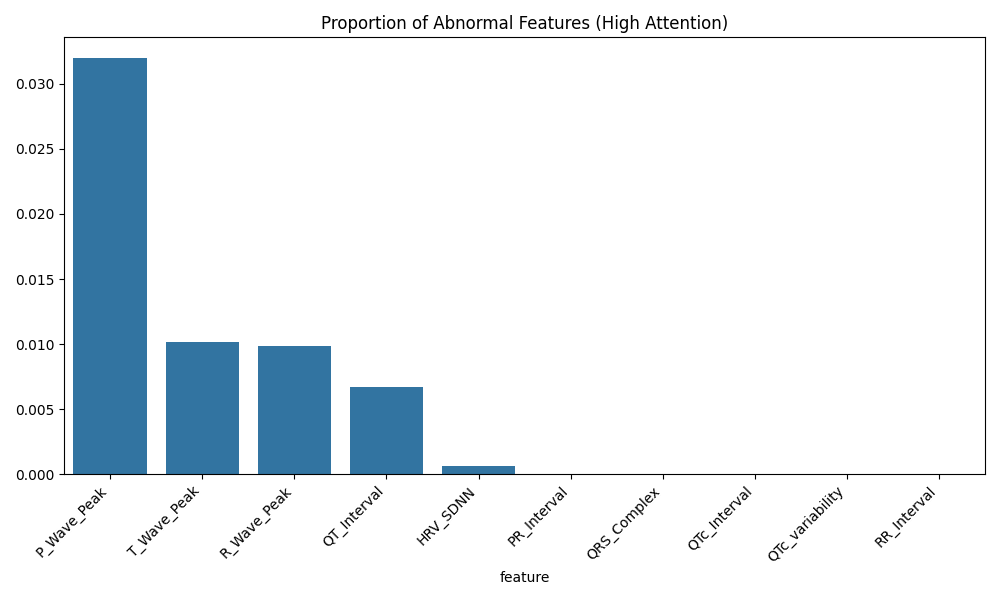 Proportion of Abnormal Features (High Attention)
0.030
0.025
0.020
0.015
0.010
0.005
0.000
P_Wave_Peak
T_Wave_Peak
R_Wave_Peak
QT_Interval
HRV_SDNN
PR_Interval
QRS_Complex
QTc_Interval
QTc_variability
RR_Interval
feature